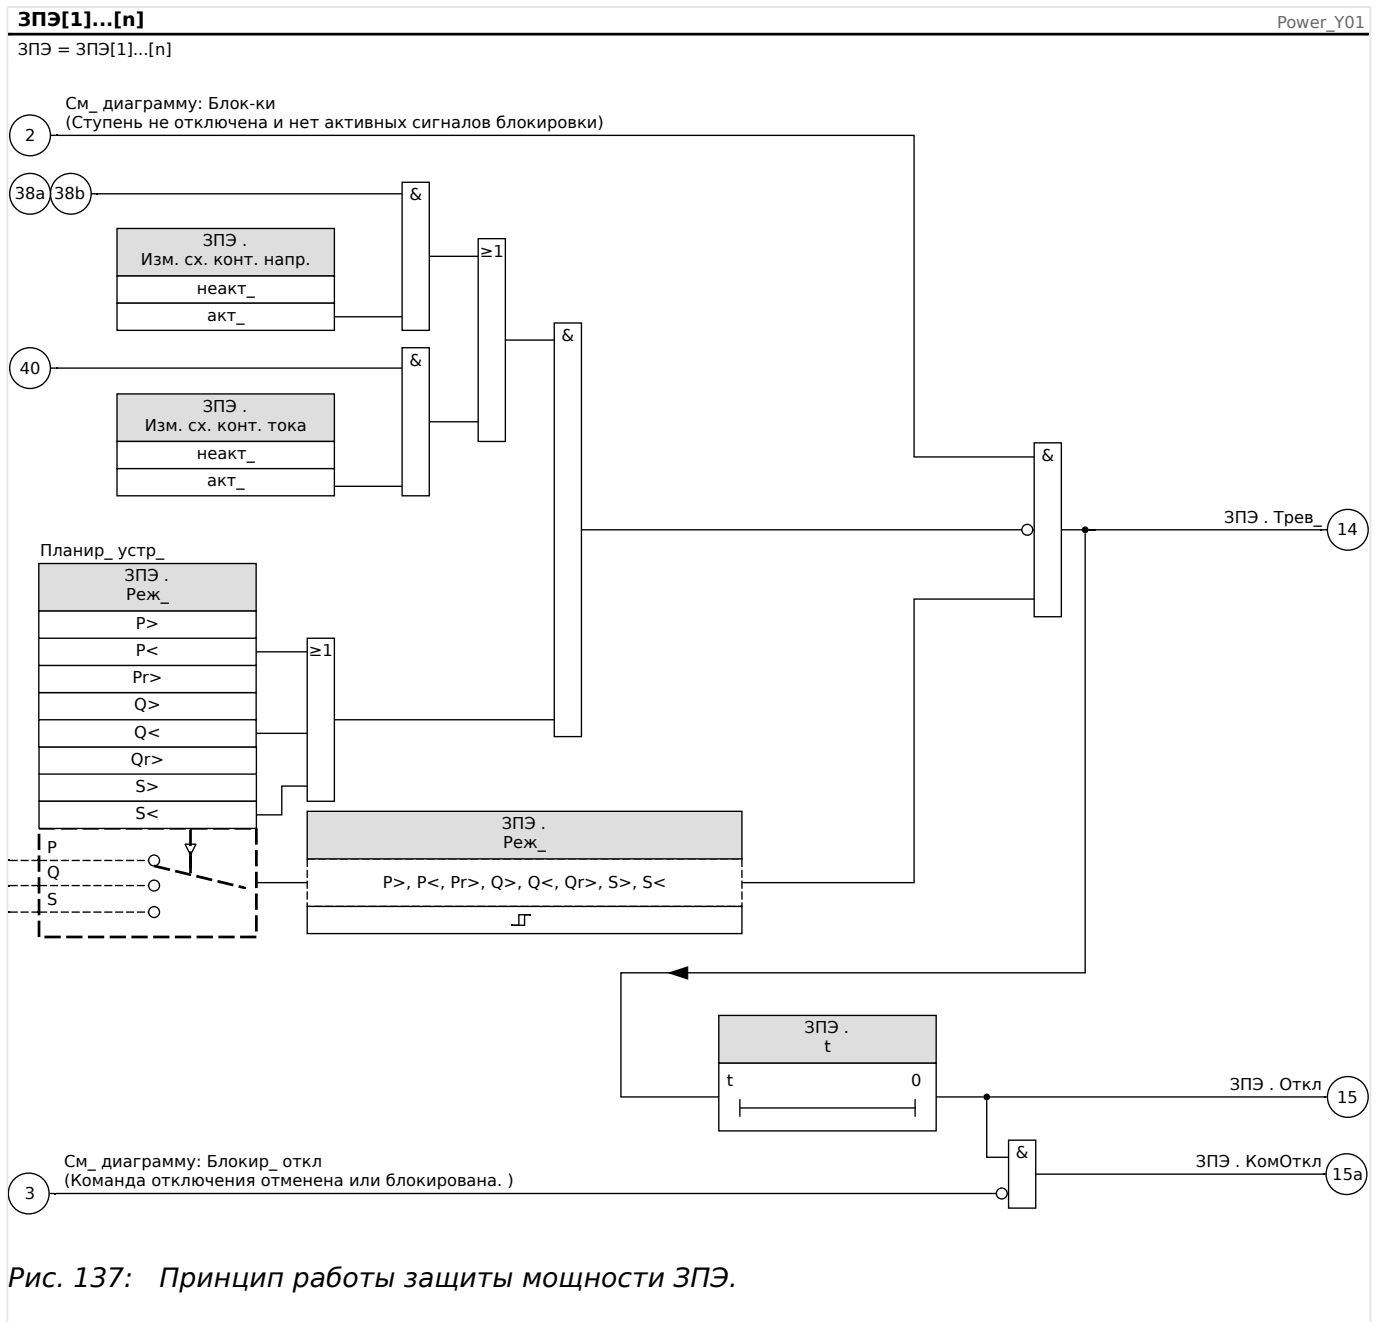 ЗПЭ[1]...[n]
Power_Y01
ЗПЭ = ЗПЭ[1]...[n]
См_ диаграмму: Блок-ки
(Ступень не отключена и нет активных сигналов блокировки)
2
38a 38b
&
ЗПЭ .
Изм. сх. конт. напр.
неакт_
акт_
≥1
&
40
&
ЗПЭ .
Изм. сх. конт. тока
неакт_
акт_
&
ЗПЭ . Трев_
14
Планир_ устр_
ЗПЭ .
Реж_
P>
P<
Pr>
Q>
Q<
Qr>
S>
S<
≥1
P
Q
S
ЗПЭ .
Реж_
P>, P<, Pr>, Q>, Q<, Qr>, S>, S<
ЗПЭ .
t
t 0
ЗПЭ . Откл
15
&
ЗПЭ . КомОткл
15a
См_ диаграмму: Блокир_ откл
(Команда отключения отменена или блокирована. )
3
Рис. 137: Принцип работы защиты мощности ЗПЭ.